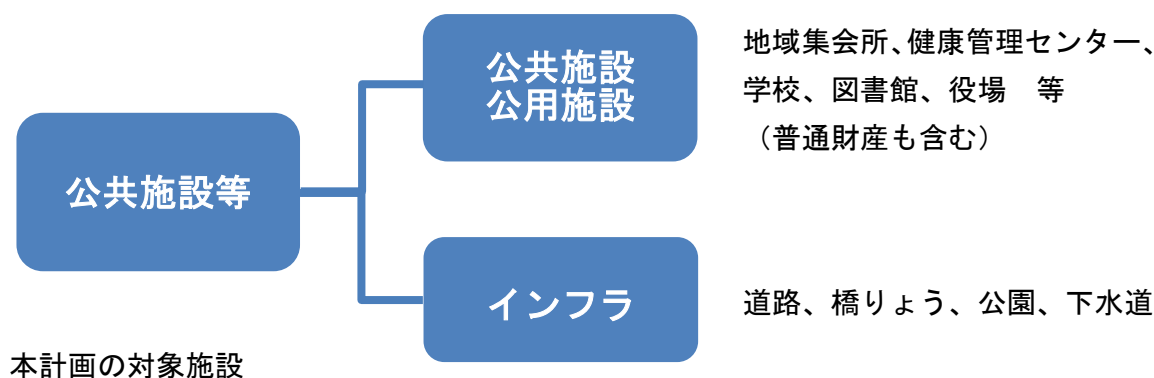 公共施設等
公共施設
公用施設
地域集会所、健康管理センター、
学校、図書館、役場　等
（普通財産も含む）
インフラ
道路、橋りょう、公園、下水道
本計画の対象施設